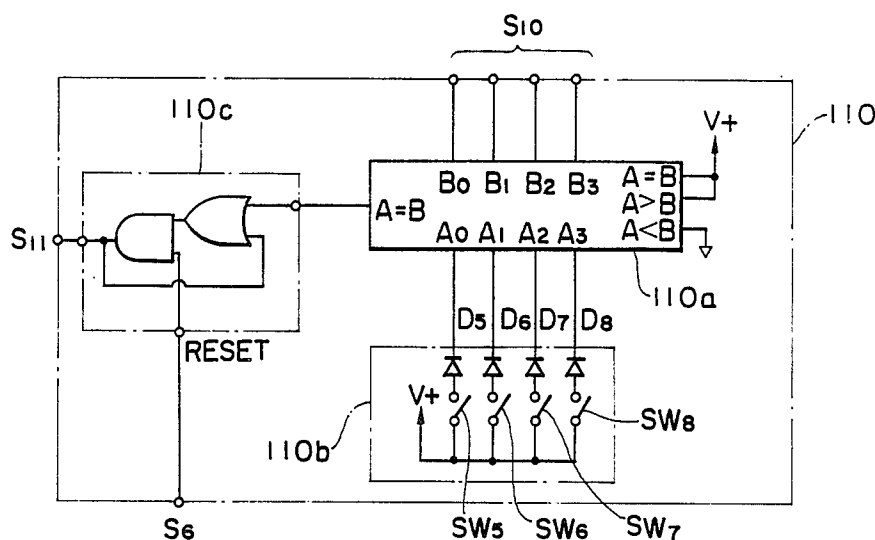 S10
110
110c
V+
B0 B1 B2 B3
A=B
A>B
A<B
A=B
A0 A1 A2 A3
S11
110a
RESET
D5 D6 D7 D8
V+
SW8
110b
S6
SW5 SW6 SW7